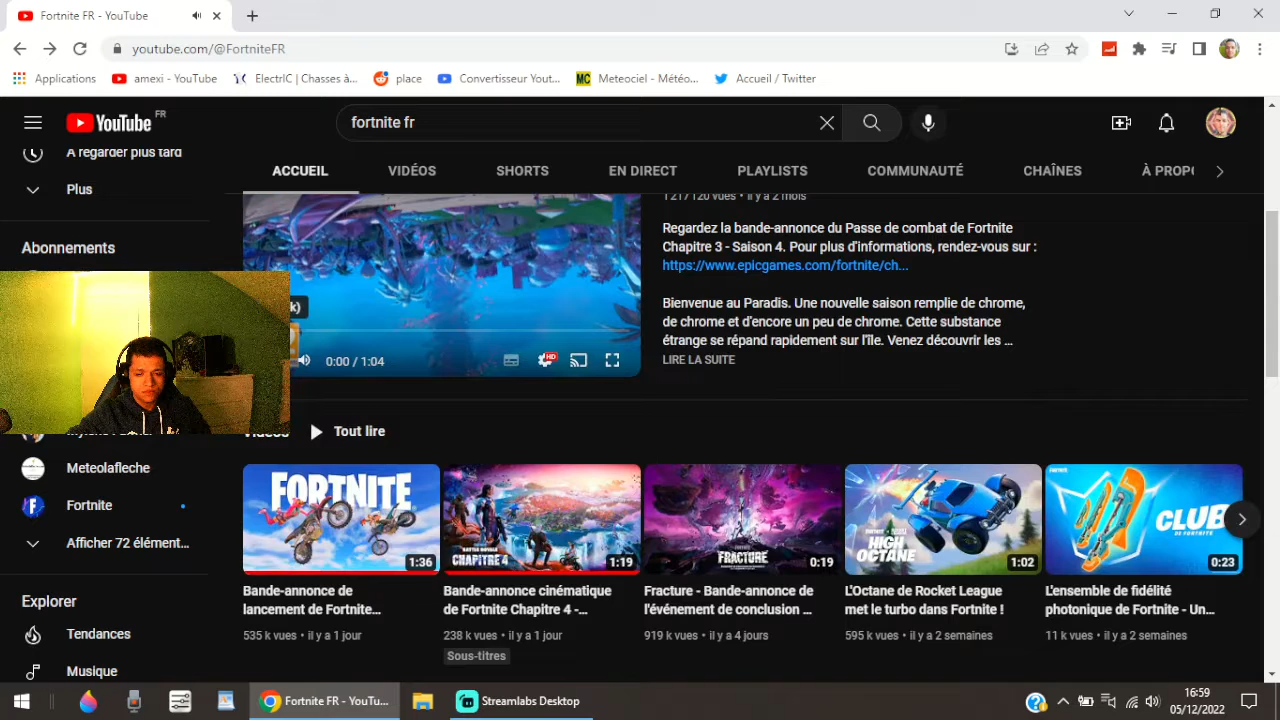 Fortnite FR - YouTube
youtube.com/@FortniteFR
Applications
amexi - YouTube
ElectrIC (Chasses à...
place
Convertisseur Yout...
Meteociel - Météo...
Accueil / Twitter
YouTube FR
fortnite fr
À regarder plus tard
Plus
Abonnements
Meteolafleche
Fortnite
Afficher 72 élément...
Explorer
Tendances
Musique
ACCUEIL
VIDÉOS
SHORTS
EN DIRECT
PLAYLISTS
COMMUNAUTÉ
CHAÎNES
À PROP
k)
0:00 / 1:04
HD
1 217 120 vues • il y a 2 mois
Regardez la bande-annonce du Passe de combat de Fortnite
Chapitre 3 - Saison 4. Pour plus d'informations, rendez-vous sur :
https://www.epicgames.com/fortnite/ch...
Bienvenue au Paradis. Une nouvelle saison remplie de chrome,
de chrome et d'encore un peu de chrome. Cette substance
étrange se répand rapidement sur l'île. Venez découvrir les ...
LIRE LA SUITE
Vidéos
Tout lire
FORTNITE
1:36
Bande-annonce de
lancement de Fortnite...
535 k vues • il y a 1 jour
CHAPITRE 4
1:19
Bande-annonce cinématique
de Fortnite Chapitre 4 -...
238 k vues • il y a 1 jour
Sous-titres
FRACTURE
0:19
Fracture - Bande-annonce de
l'événement de conclusion ...
919 k vues • il y a 4 jours
HIGH
OCTANE
1:02
L'Octane de Rocket League
met le turbo dans Fortnite !
595 k vues • il y a 2 semaines
FORTNITE
CLUB
DE FORTNITE
0:23
L'ensemble de fidélité
photonique de Fortnite - Un...
11 k vues • il y a 2 semaines
Fortnite FR - YouTu...
Streamlabs Desktop
16:59
05/12/2022